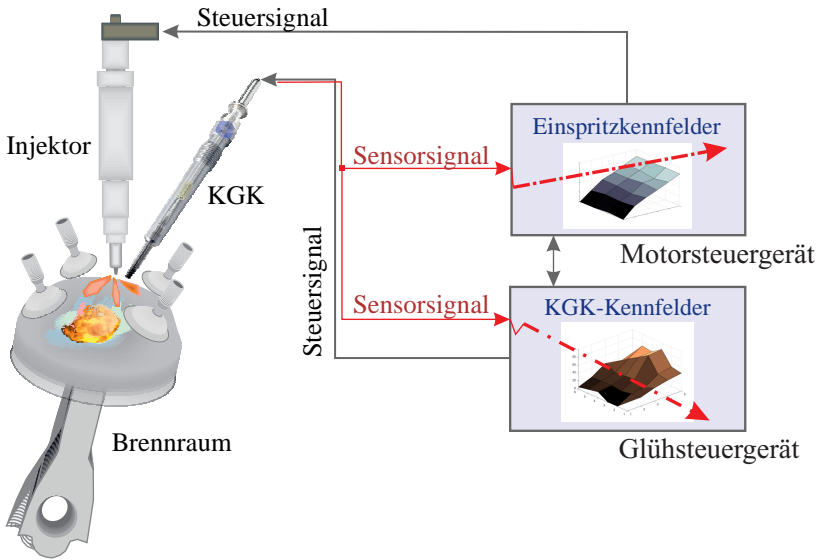 Steuersignal
Injektor
KGK
Einspritzkennfelder
Sensorsignal
Motorsteuergerät
Steuersignal
Sensorsignal
KGK-Kennfelder
Brennraum
Glühsteuergerät